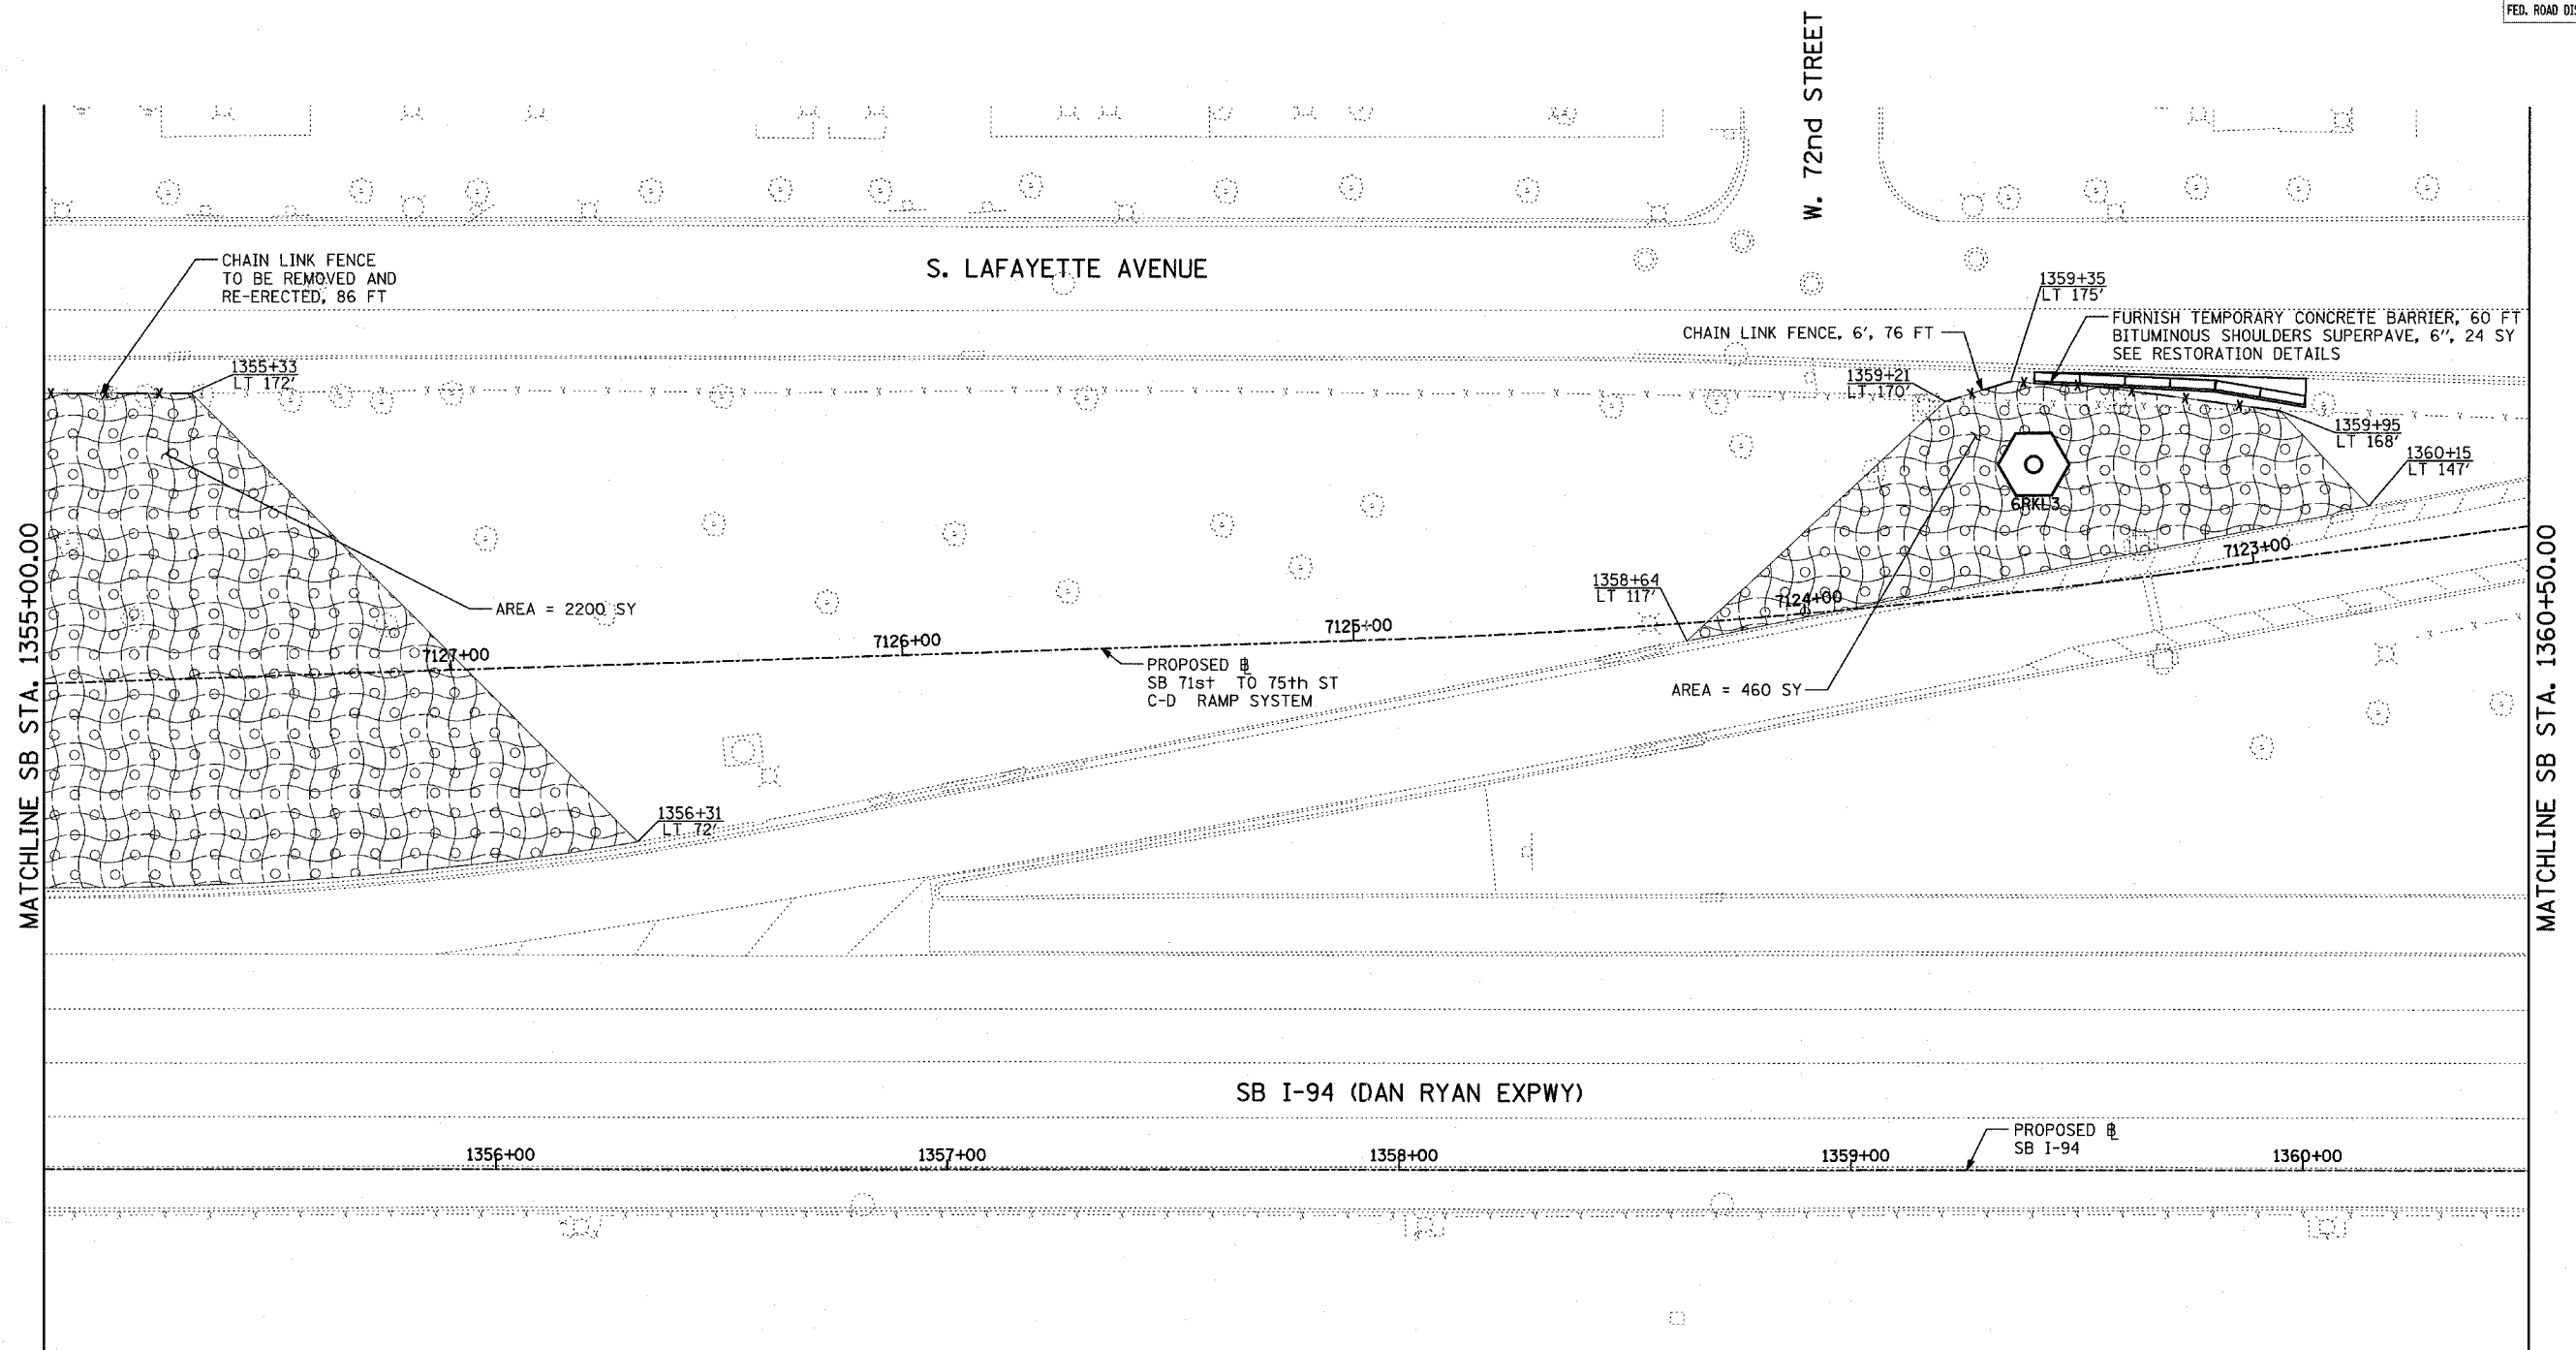 FED. ROAD DIS
W. 72nd STREET
CHAIN LINK FENCE
TO BE REMOVED AND
RE-ERECTED, 86 FT
S. LAFAYETTE AVENUE
1359+35
LT 175'
FURNISH TEMPORARY CONCRETE BARRIER, 60 FT
BITUMINOUS SHOULDERS SUPERPAVE, 6", 24 SY
SEE RESTORATION DETAILS
CHAIN LINK FENCE, 6', 76 FT
1355+33
LT 172'
1359+21
LT 170'
1359+95
LT 168'
1360+15
LT 147'
6RKL3
MATCHLINE SB STA. 1355+00.00
MATCHLINE SB STA. 1360+50.00
7123+00
1358+64
LT 117'
7124+00
AREA = 2200 SY
7125+00
7126+00
7127+00
PROPOSED B
SB 71st TO 75th ST
C-D RAMP SYSTEM
AREA = 460 SY
1356+31
LT 72'
SB I-94 (DAN RYAN EXPWY)
PROPOSED B
SB I-94
1356+00
1357+00
1358+00
1359+00
1360+00